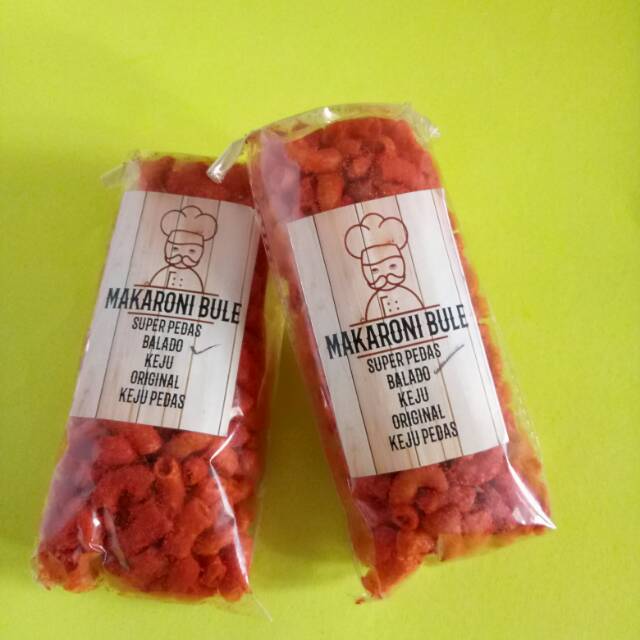 MAKARONI BULE
SUPER PEDAS
BALADO
KEJU
ORIGINAL
KEJU PEDAS
MAKARONI BULE
SUPER PEDAS
BALADO
KEJU
ORIGINAL
KEJU PEDAS